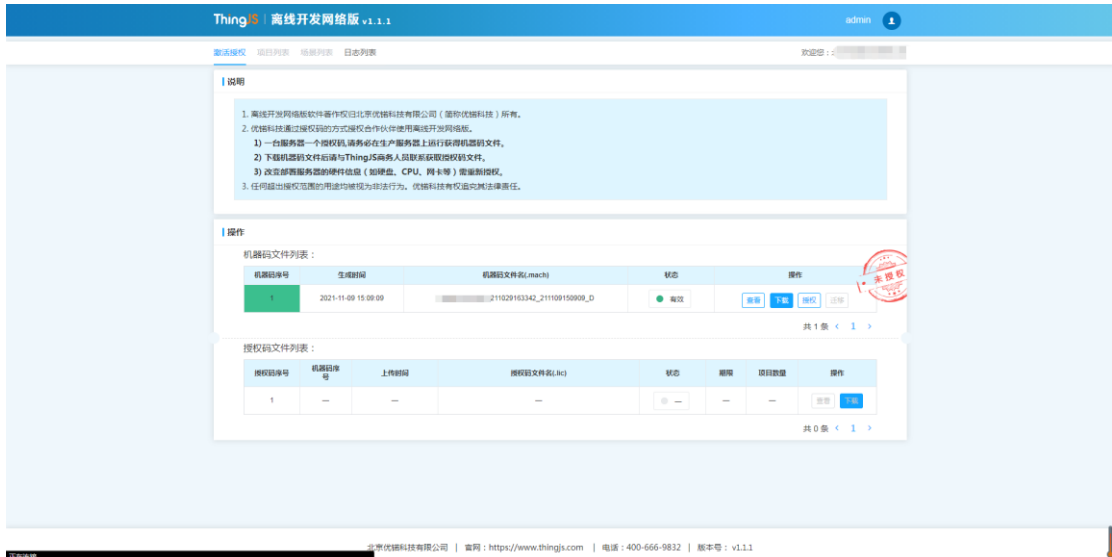 ThingJS | 离线开发网络版 v1.1.1
admin
激活授权 项目列表 场景列表 日志列表
欢迎您：
说明
1. 离线开发网络版软件著作权归北京优锘科技有限公司（简称优锘科技）所有。
2. 优锘科技通过授权码的方式授权合作伙伴使用离线开发网络版。
1) 一台服务器一个授权码,请务必在生产服务器上运行获得机器码文件。
2) 下载机器码文件后请与ThingJS商务人员联系获取授权码文件。
3) 改变部署服务器的硬件信息（如硬盘、CPU、网卡等）需重新授权。
3. 任何超出授权范围的用途均被视为非法行为。优锘科技有权追究其法律责任。
操作
机器码文件列表：
未授权
机器码序号 生成时间 机器码文件名(.mach) 状态 操作
1 2021-11-09 15:09:09 211029163342_211109150909_D 有效 查看 下载 授权 迁移
共 1 条 < 1 >
授权码文件列表：
授权码序号 机器码序号 上传时间 授权码文件名(.lic) 状态 期限 项目数量 操作
1 — — — — — — 查看 下载
共 0 条 < 1 >
北京优锘科技有限公司 | 官网：https://www.thingjs.com | 电话：400-666-9832 | 版本号： v1.1.1